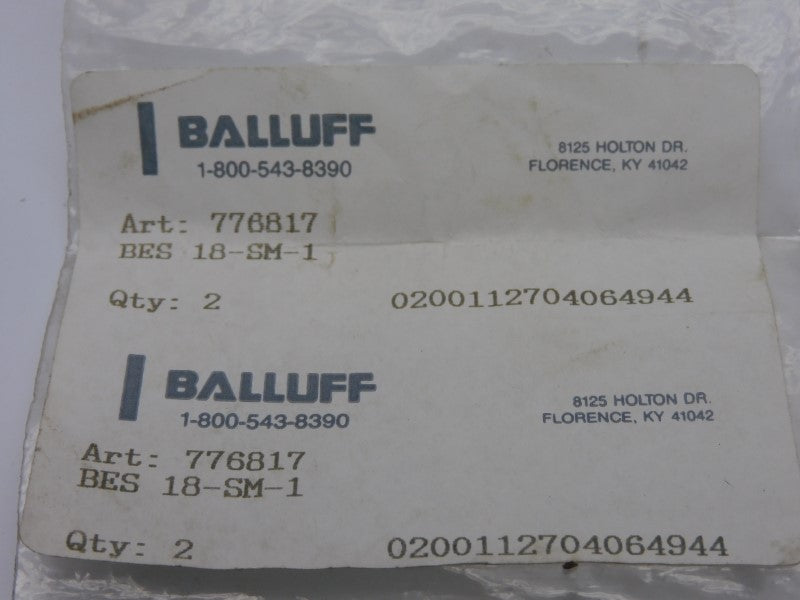 BALLUFF
1-800-543-8390
8125 HOLTON DR.
FLORENCE, KY 41042
Art: 776817
BES 18-SM-1
Qty: 2 0200112704064944
BALLUFF
1-800-543-8390
8125 HOLTON DR.
FLORENCE, KY 41042
Art: 776817
BES 18-SM-1
Qty: 2 0200112704064944